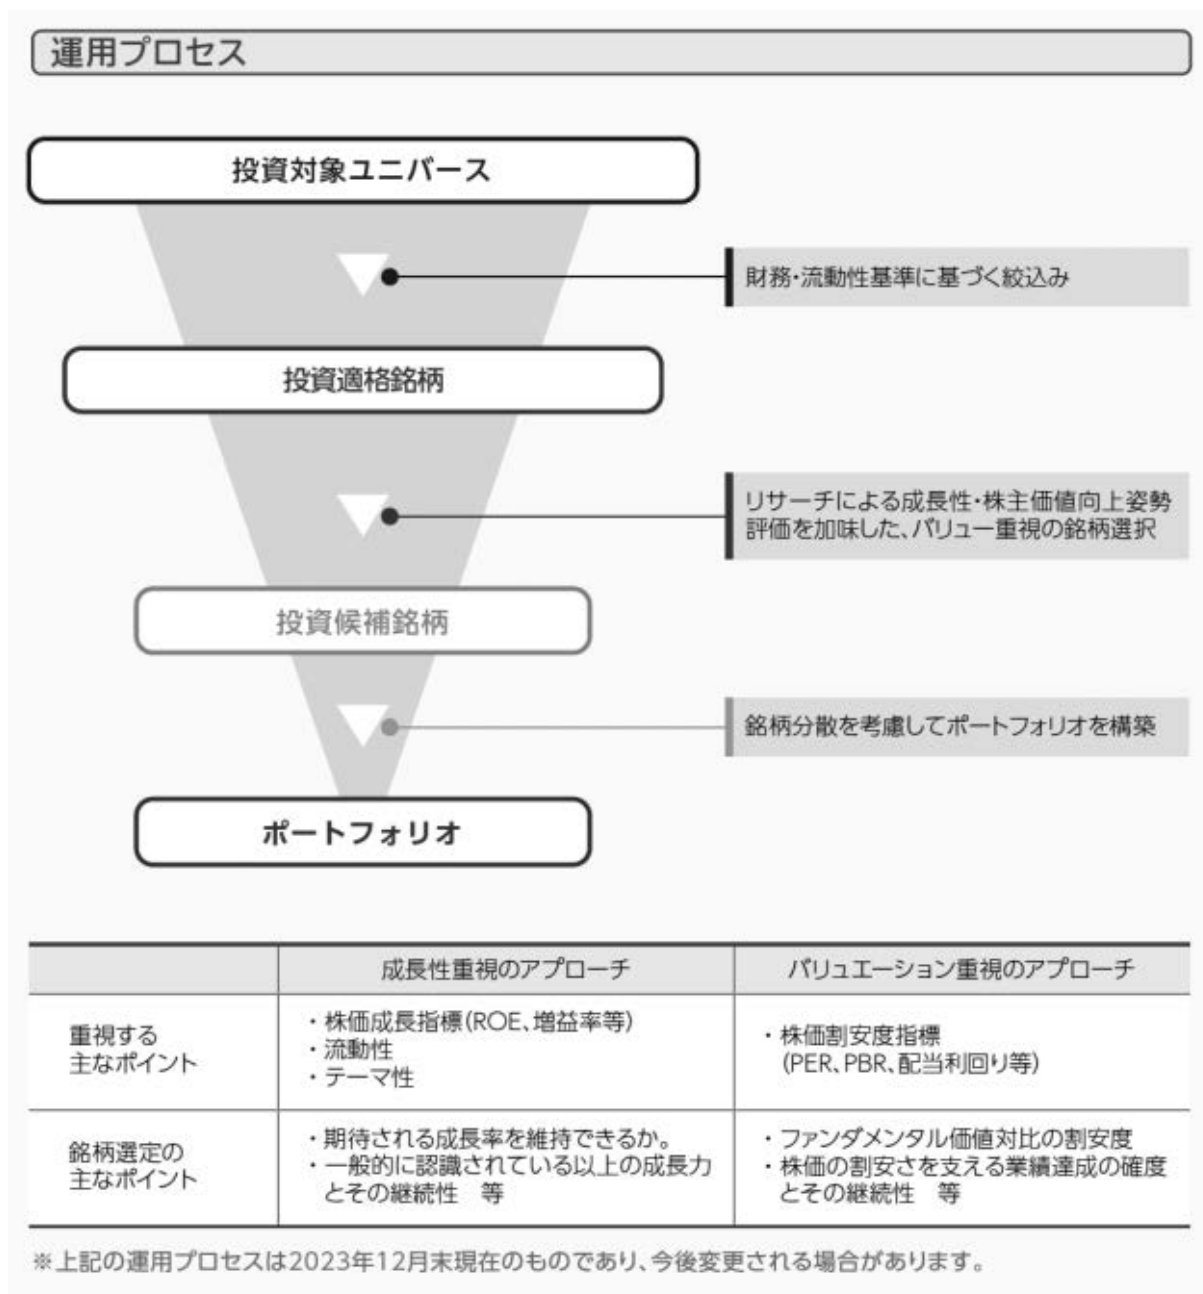 運用プロセス
投資対象ユニバース
財務・流動性基準に基づく絞込み
投資適格銘柄
リサーチによる成長性・株主価値向上姿勢
評価を加味した、バリュー重視の銘柄選択
投資候補銘柄
銘柄分散を考慮してポートフォリオを構築
ポートフォリオ
成長性重視のアプローチ
バリュエーション重視のアプローチ
重視する
主なポイント
・株価成長指標(ROE、増益率等)
・流動性
・テーマ性
・株価割安度指標
(PER、PBR、配当利回り等)
銘柄選定の
主なポイント
・期待される成長率を維持できるか。
・一般的に認識されている以上の成長力
とその継続性　等
・ファンダメンタル価値対比の割安度
・株価の割安さを支える業績達成の確度
とその継続性　等
※上記の運用プロセスは2023年12月末現在のものであり、今後変更される場合があります。